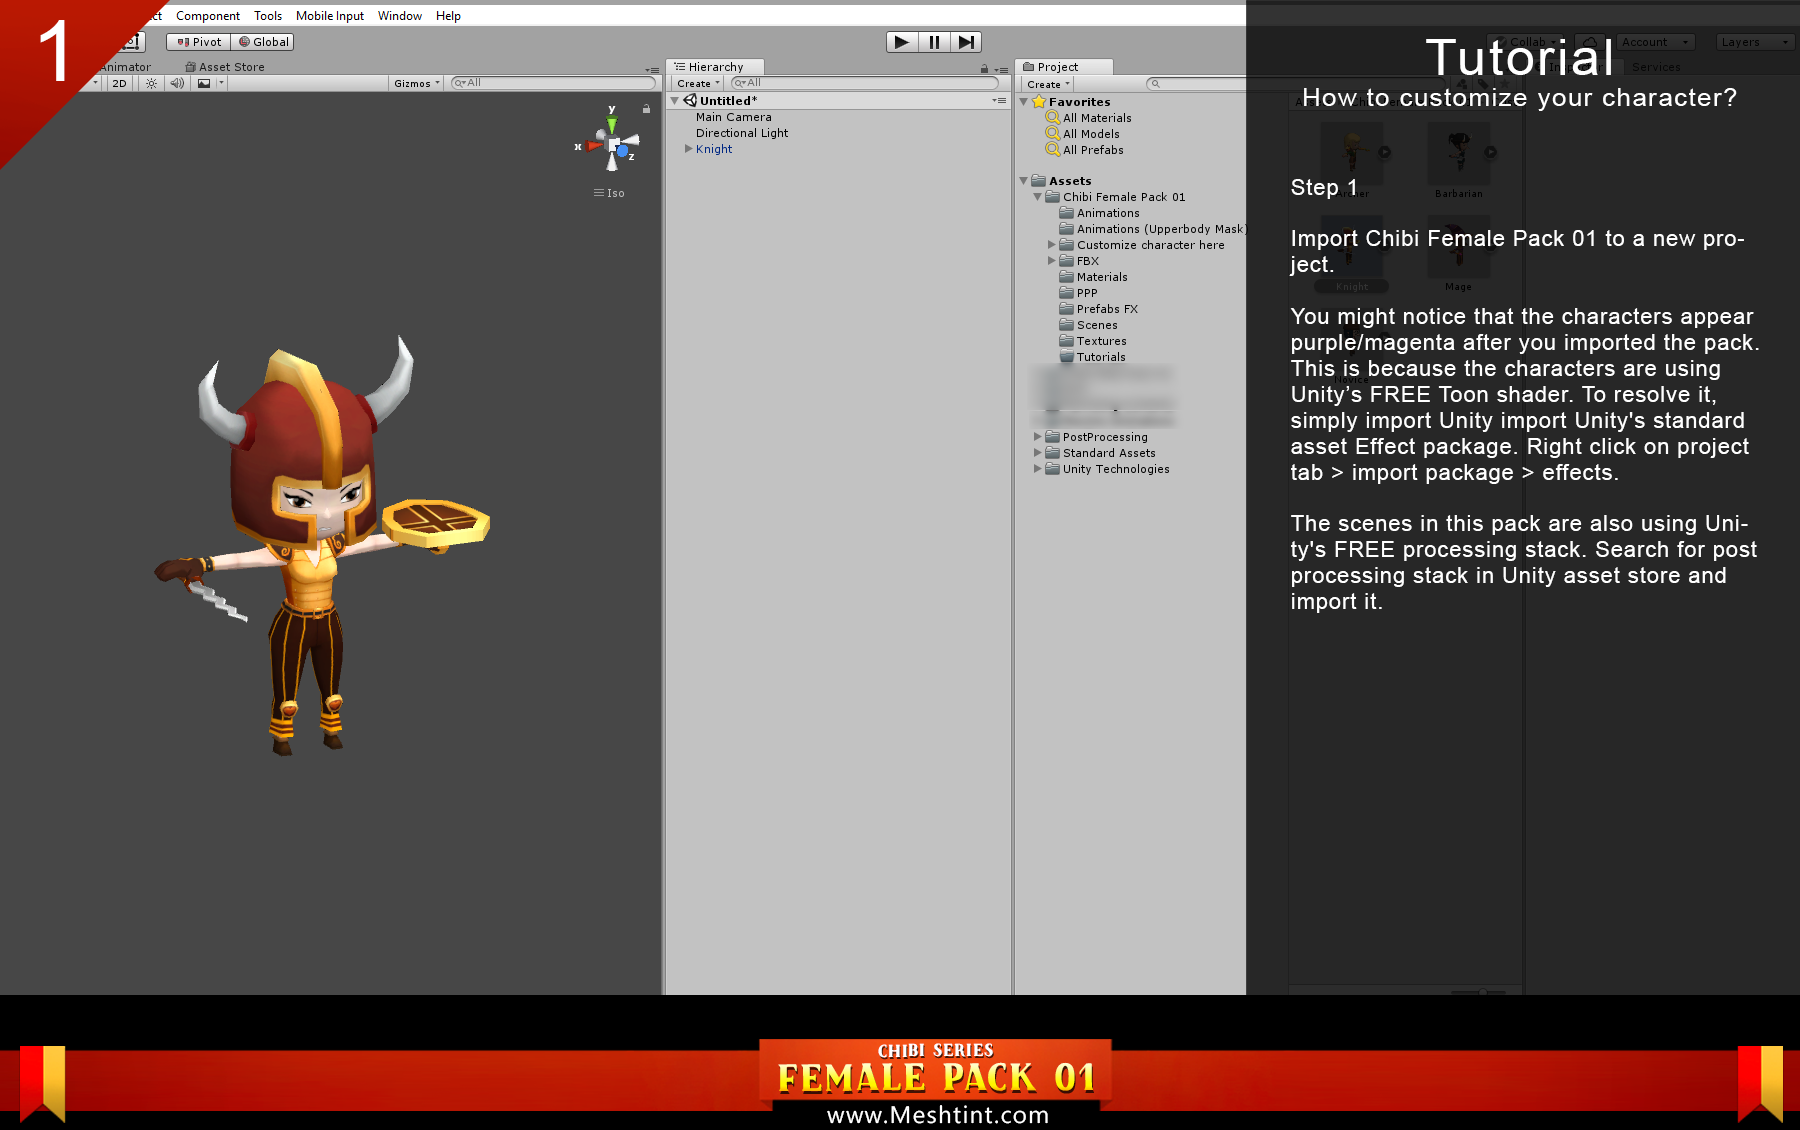 1
Component Tools Mobile Input Window Help
Pivot Global
Collab Account Layers
Animator Asset Store
2D Gizmos All
y
x
z
Iso
Hierarchy
Create All
Untitled*
Main Camera
Directional Light
Knight
Project
Create
Favorites
All Materials
All Models
All Prefabs
Assets
Chibi Female Pack 01
Animations
Animations (Upperbody Mask)
Customize character here
FBX
Materials
PPP
Prefabs FX
Scenes
Textures
Tutorials
PostProcessing
Standard Assets
Unity Technologies
Services
Archer
Barbarian
Knight
Mage
Novice
Tutorial
How to customize your character?
Step 1
Import Chibi Female Pack 01 to a new pro-
ject.
You might notice that the characters appear
purple/magenta after you imported the pack.
This is because the characters are using
Unity’s FREE Toon shader. To resolve it,
simply import Unity import Unity's standard
asset Effect package. Right click on project
tab > import package > effects.
The scenes in this pack are also using Uni-
ty's FREE processing stack. Search for post
processing stack in Unity asset store and
import it.
CHIBI SERIES
FEMALE PACK 01
www.Meshtint.com